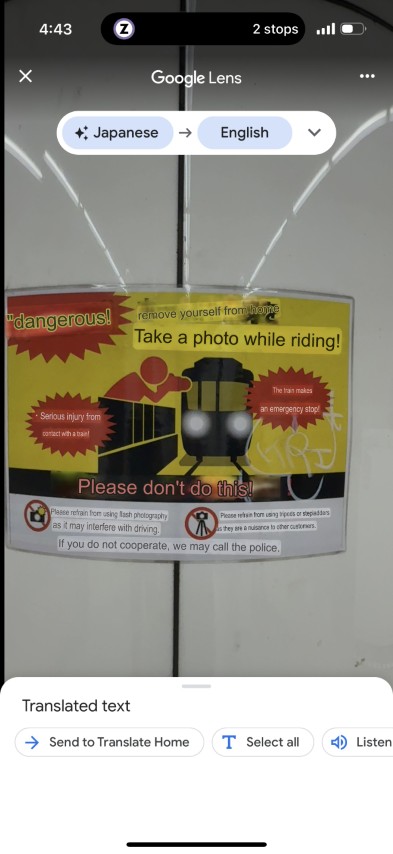 4:43
Z
2 stops
Google Lens
Japanese → English
"dangerous!
remove yourself from home
Take a photo while riding!
• Serious injury from
contact with a train!
The train makes
an emergency stop!
Please don't do this!
Please refrain from using flash photography
as it may interfere with driving.
Please refrain from using tripods or stepladders
as they are a nuisance to other customers.
If you do not cooperate, we may call the police.
Translated text
Send to Translate Home
Select all
Listen